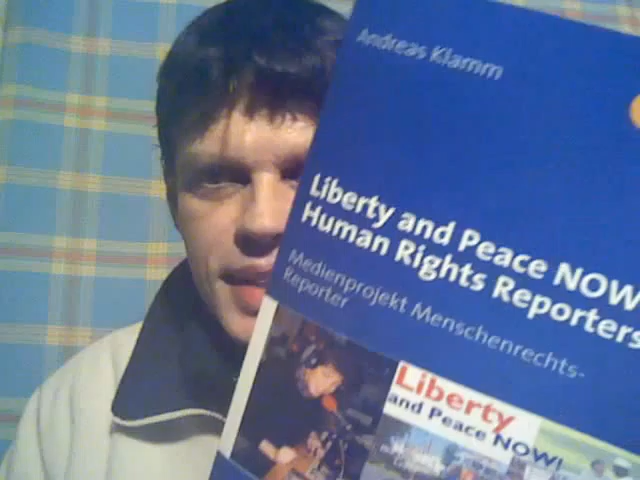 Andreas Klamm
Liberty and Peace NOW
Human Rights Reporters
Medienprojekt Menschenrechts-
Reporter
Liberty
and Peace NOW!